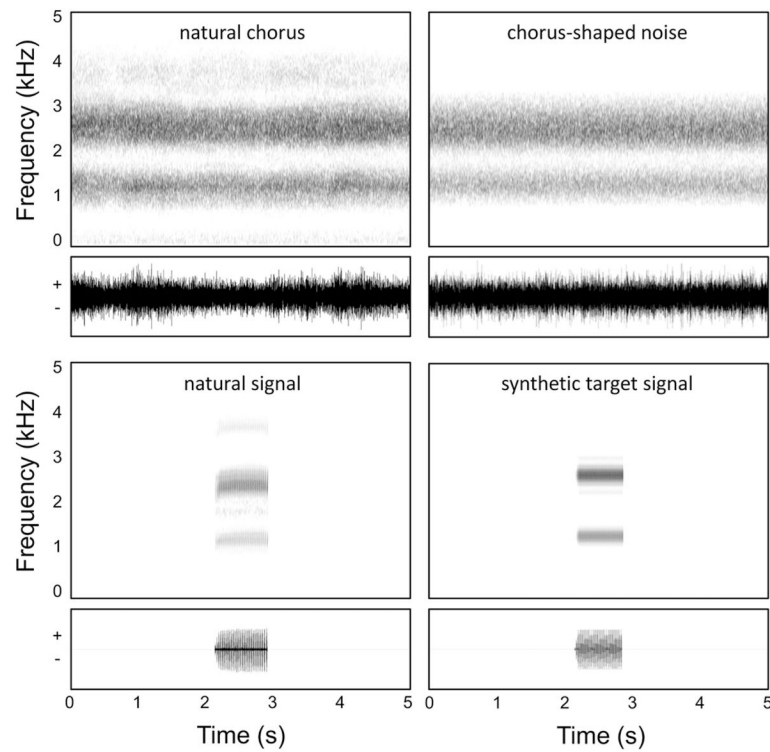 natural chorus
chorus-shaped noise
Frequency (kHz)
5
4
3
2
1
0
+
-
natural signal
synthetic target signal
Frequency (kHz)
5
4
3
2
1
0
+
-
0 1 2 3 4 5
0 1 2 3 4 5
Time (s)
Time (s)